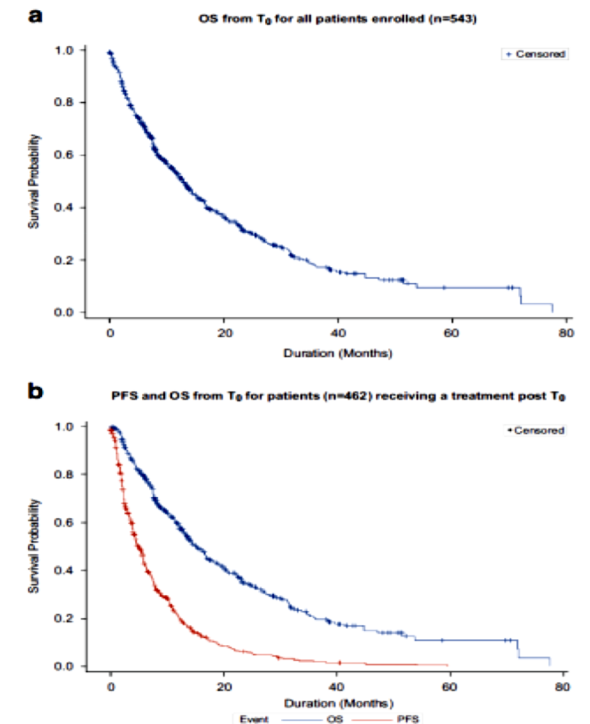 a
OS from T0 for all patients enrolled (n=543)
+ Censored
Survival Probability
1.0
0.8
0.6
0.4
0.2
0.0
0 20 40 60 80
Duration (Months)
b
PFS and OS from T0 for patients (n=462) receiving a treatment post T0
+ Censored
Survival Probability
1.0
0.8
0.6
0.4
0.2
0.0
0 20 40 60 80
Duration (Months)
Event OS PFS